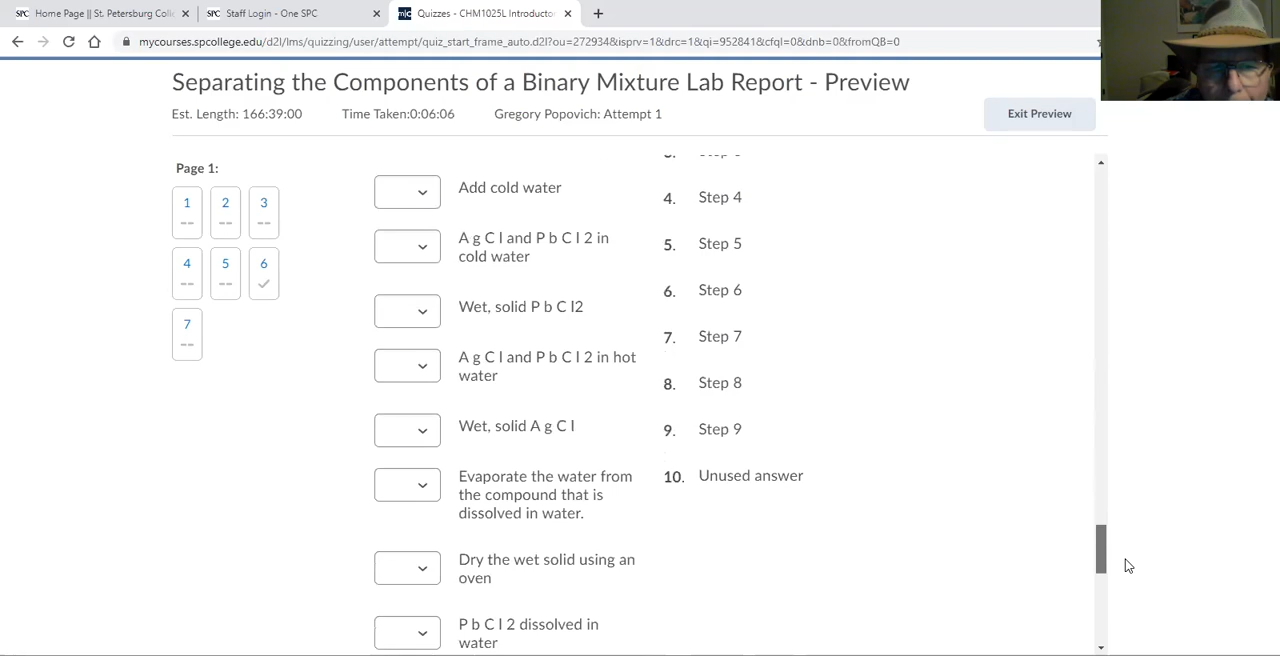 SPC Home Page || St. Petersburg Coll
SPC Staff Login - One SPC
m|c Quizzes - CHM1025L Introductor
mycourses.spcollege.edu/d2l/lms/quizzing/user/attempt/quiz_start_frame_auto.d2l?ou=272934&isprv=1&drc=1&qi=952841&cfql=0&dnb=0&fromQB=0
Separating the Components of a Binary Mixture Lab Report - Preview
Est. Length: 166:39:00 Time Taken:0:06:06 Gregory Popovich: Attempt 1
Exit Preview
Page 1:
1 2 3
-- -- --
4 5 6
-- --
7
--
Add cold water
A g C l and P b C l 2 in
cold water
Wet, solid P b C l2
A g C l and P b C l 2 in hot
water
Wet, solid A g C l
Evaporate the water from
the compound that is
dissolved in water.
Dry the wet solid using an
oven
P b C l 2 dissolved in
water
4. Step 4
5. Step 5
6. Step 6
7. Step 7
8. Step 8
9. Step 9
10. Unused answer